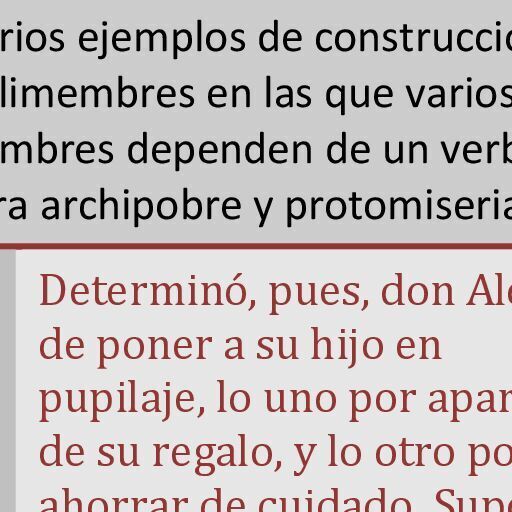 rios ejemplos de construccio
limembres en las que varios
mbres dependen de un verb
ra archipobre y protomiseria
Determinó, pues, don Al
de poner a su hijo en
pupilaje, lo uno por apar
de su regalo, y lo otro po
ahorrar de cuidado. Supo